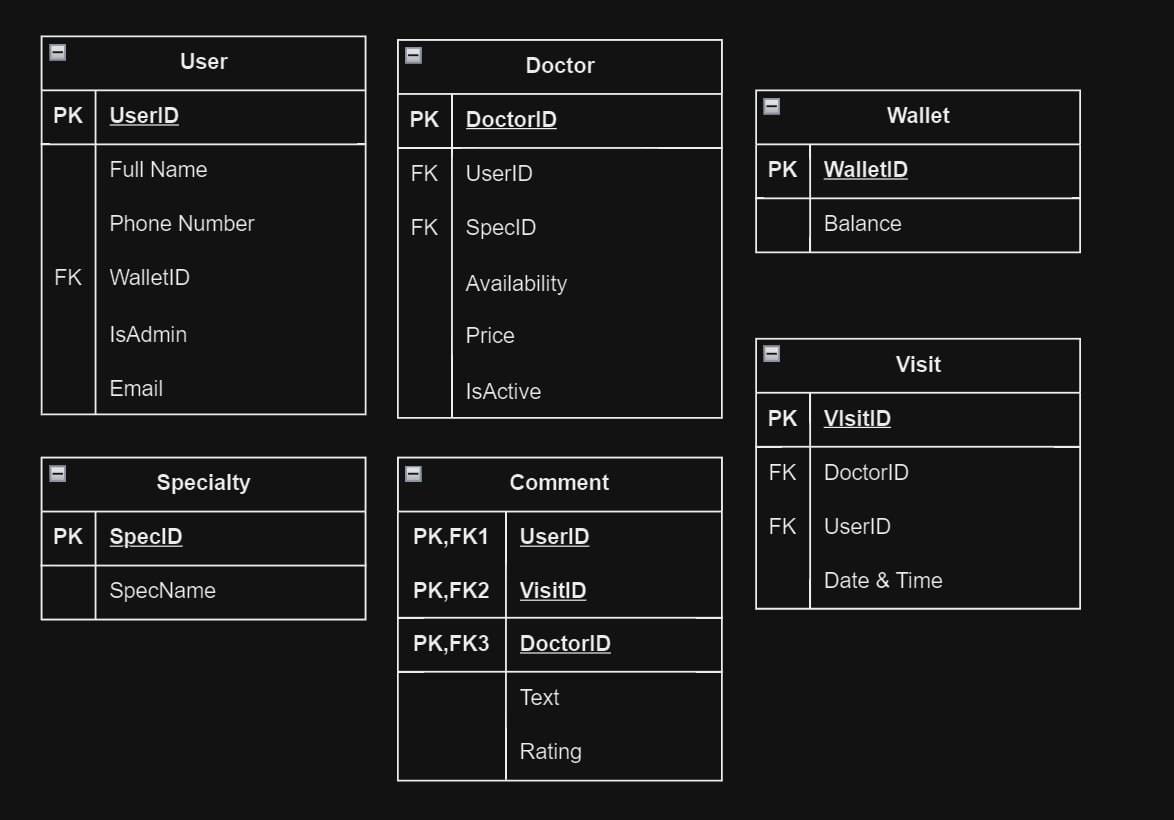 User
PK UserID
Full Name
Phone Number
FK WalletID
IsAdmin
Email
Doctor
PK DoctorID
FK UserID
FK SpecID
Availability
Price
IsActive
Wallet
PK WalletID
Balance
Visit
PK VIsitID
FK DoctorID
FK UserID
Date & Time
Specialty
PK SpecID
SpecName
Comment
PK,FK1 UserID
PK,FK2 VisitID
PK,FK3 DoctorID
Text
Rating